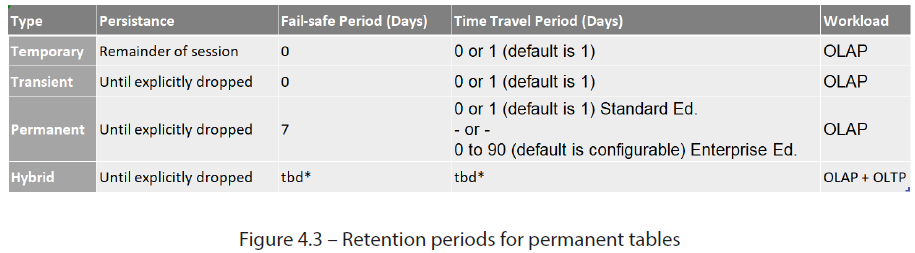 Type Persistance Fail-safe Period (Days) Time Travel Period (Days) Workload
Temporary Remainder of session 0 0 or 1 (default is 1) OLAP
Transient Until explicitly dropped 0 0 or 1 (default is 1) OLAP
Permanent Until explicitly dropped 7 0 or 1 (default is 1) Standard Ed.
- or -
0 to 90 (default is configurable) Enterprise Ed. OLAP
Hybrid Until explicitly dropped tbd* tbd* OLAP + OLTP
Figure 4.3 – Retention periods for permanent tables